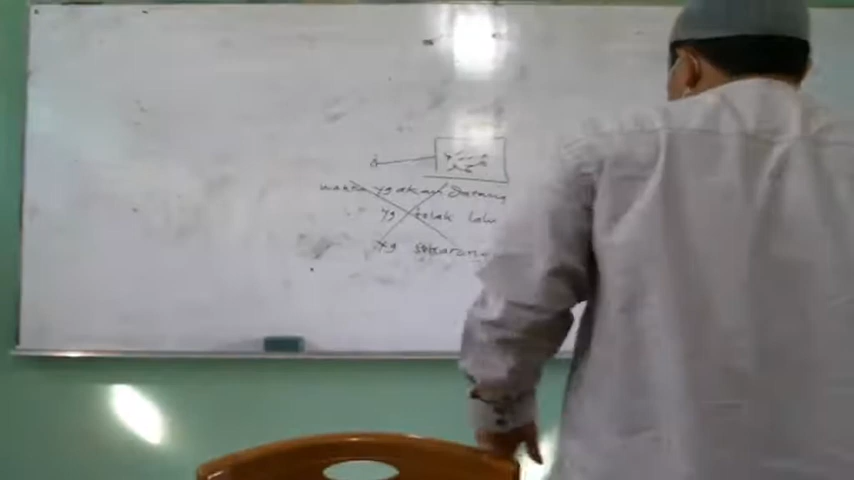 waktu yg akan Datang
yg telah lalu
yg sekarang